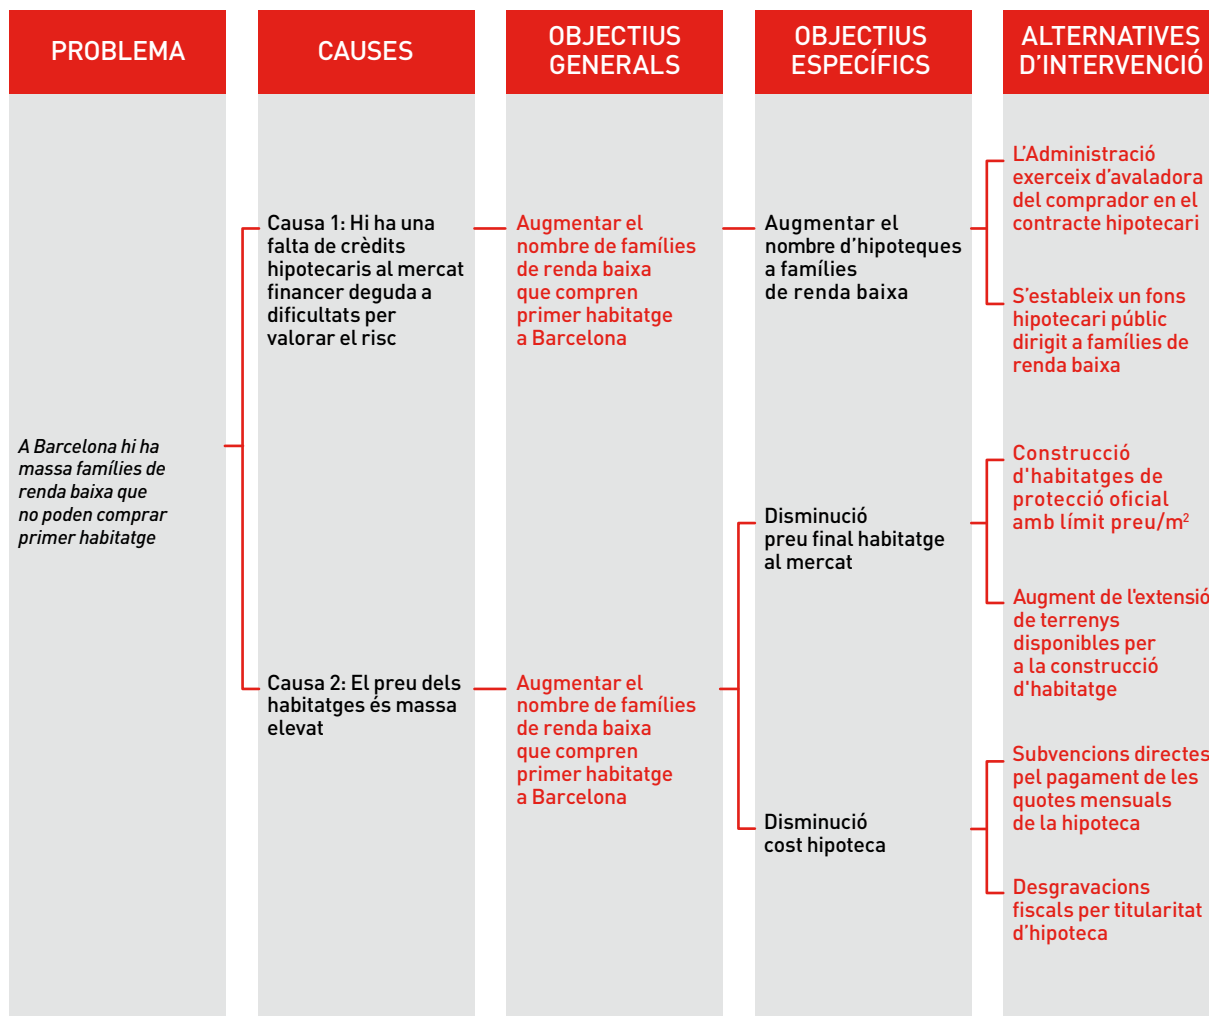 PROBLEMA
CAUSES
OBJECTIUS
GENERALS
OBJECTIUS
ESPECÍFICS
ALTERNATIVES
D’INTERVENCIÓ
A Barcelona hi ha
massa famílies de
renda baixa que
no poden comprar
primer habitatge
Causa 1: Hi ha una
falta de crèdits
hipotecaris al mercat
financer deguda a
dificultats per
valorar el risc
Augmentar el
nombre de famílies
de renda baixa
que compren
primer habitatge
a Barcelona
Augmentar el
nombre d’hipoteques
a famílies
de renda baixa
L’Administració
exerceix d’avaladora
del comprador en el
contracte hipotecari
S’estableix un fons
hipotecari públic
dirigit a famílies de
renda baixa
Causa 2: El preu dels
habitatges és massa
elevat
Augmentar el
nombre de famílies
de renda baixa
que compren
primer habitatge
a Barcelona
Disminució
preu final habitatge
al mercat
Construcció
d'habitatges de
protecció oficial
amb límit preu/m²
Augment de l'extensió
de terrenys
disponibles per
a la construcció
d'habitatge
Disminució
cost hipoteca
Subvencions directes
pel pagament de les
quotes mensuals
de la hipoteca
Desgravacions
fiscals per titularitat
d’hipoteca